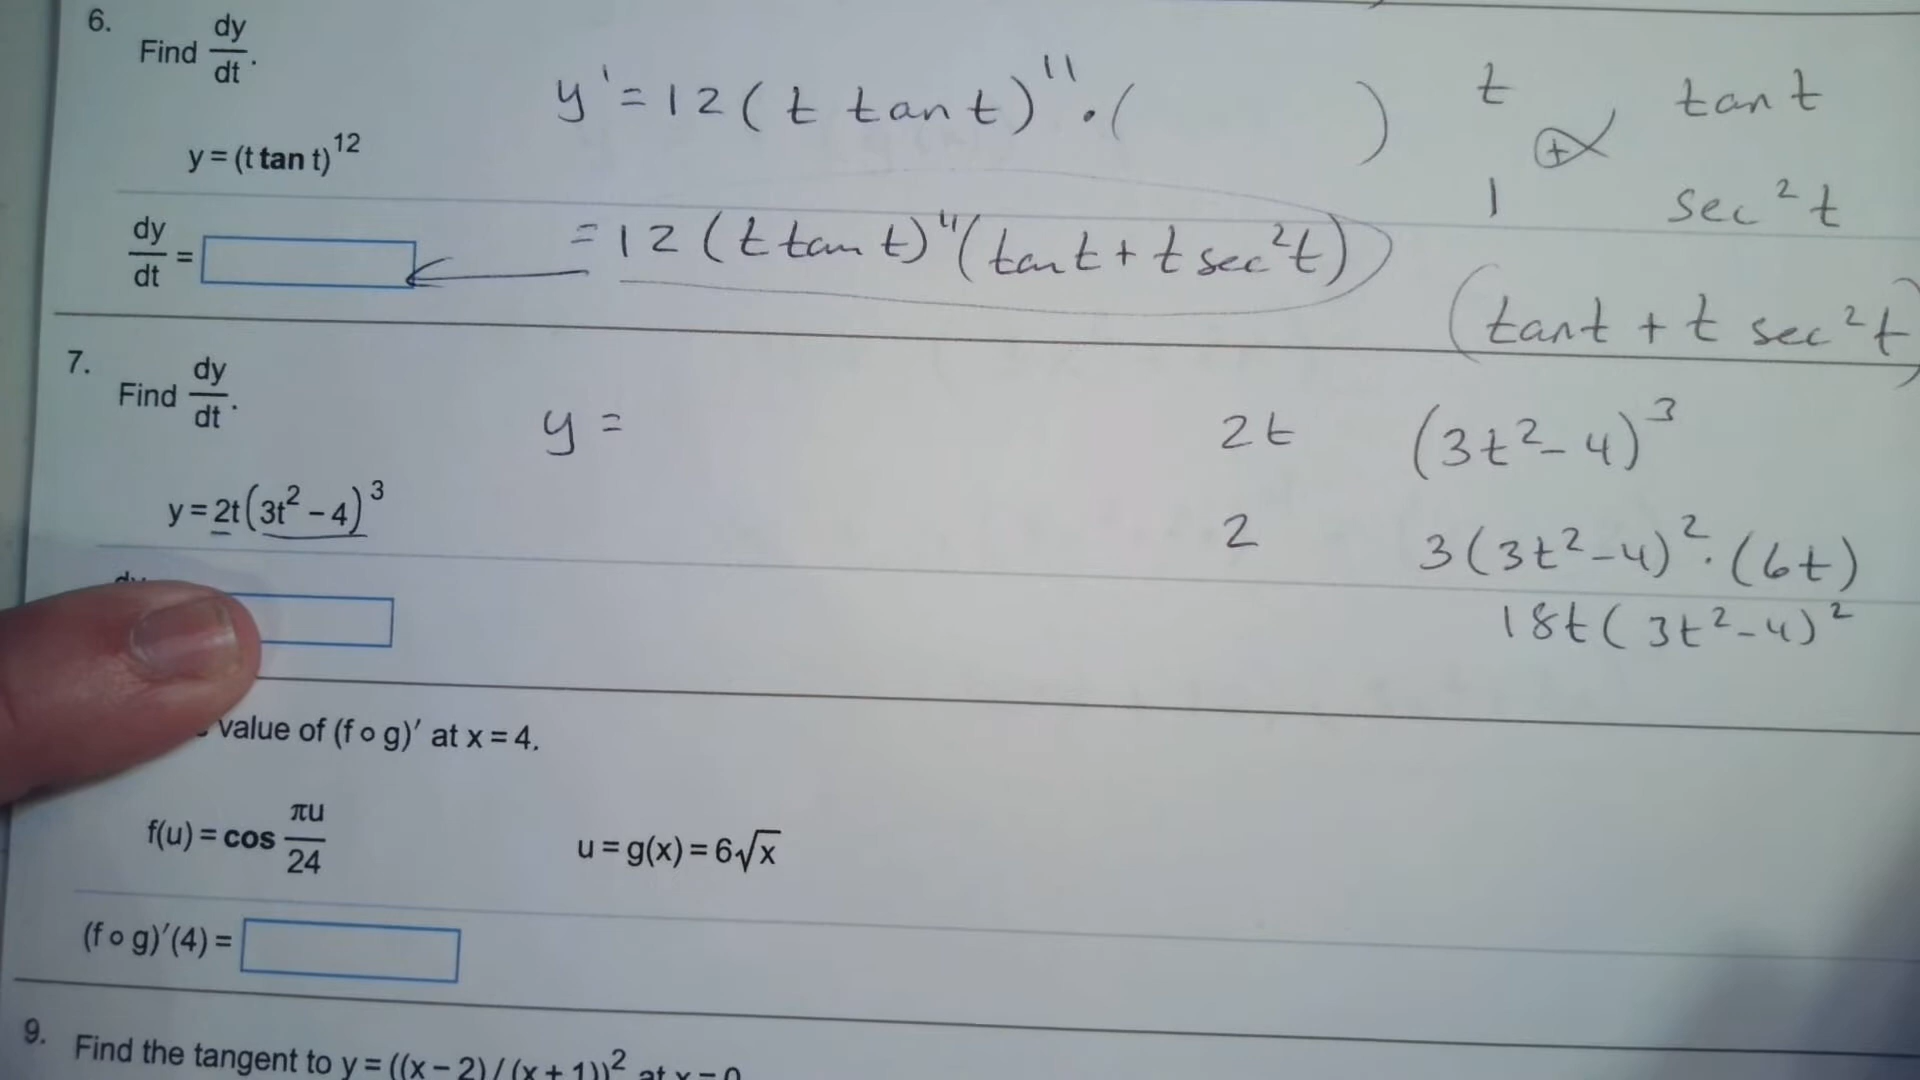 6.
Find dy/dt.
y = (t tan t)^12
dy/dt =
y' = 12(t tan t)^11 · ( )
= 12(t tan t)^11 (tan t + t sec^2 t)
t tan t
+
1 sec^2 t
(tan t + t sec^2 t)
7.
Find dy/dt.
y = 2t(3t^2 − 4)^3
y =
2t (3t^2 − 4)^3
2 3(3t^2 − 4)^2 · (6t)
18t(3t^2 − 4)^2
value of (f ∘ g)′ at x = 4.
f(u) = cos πu/24 u = g(x) = 6√x
(f ∘ g)′(4) =
9. Find the tangent to y = ((x − 2) / (x + 1))^2 at x = 0